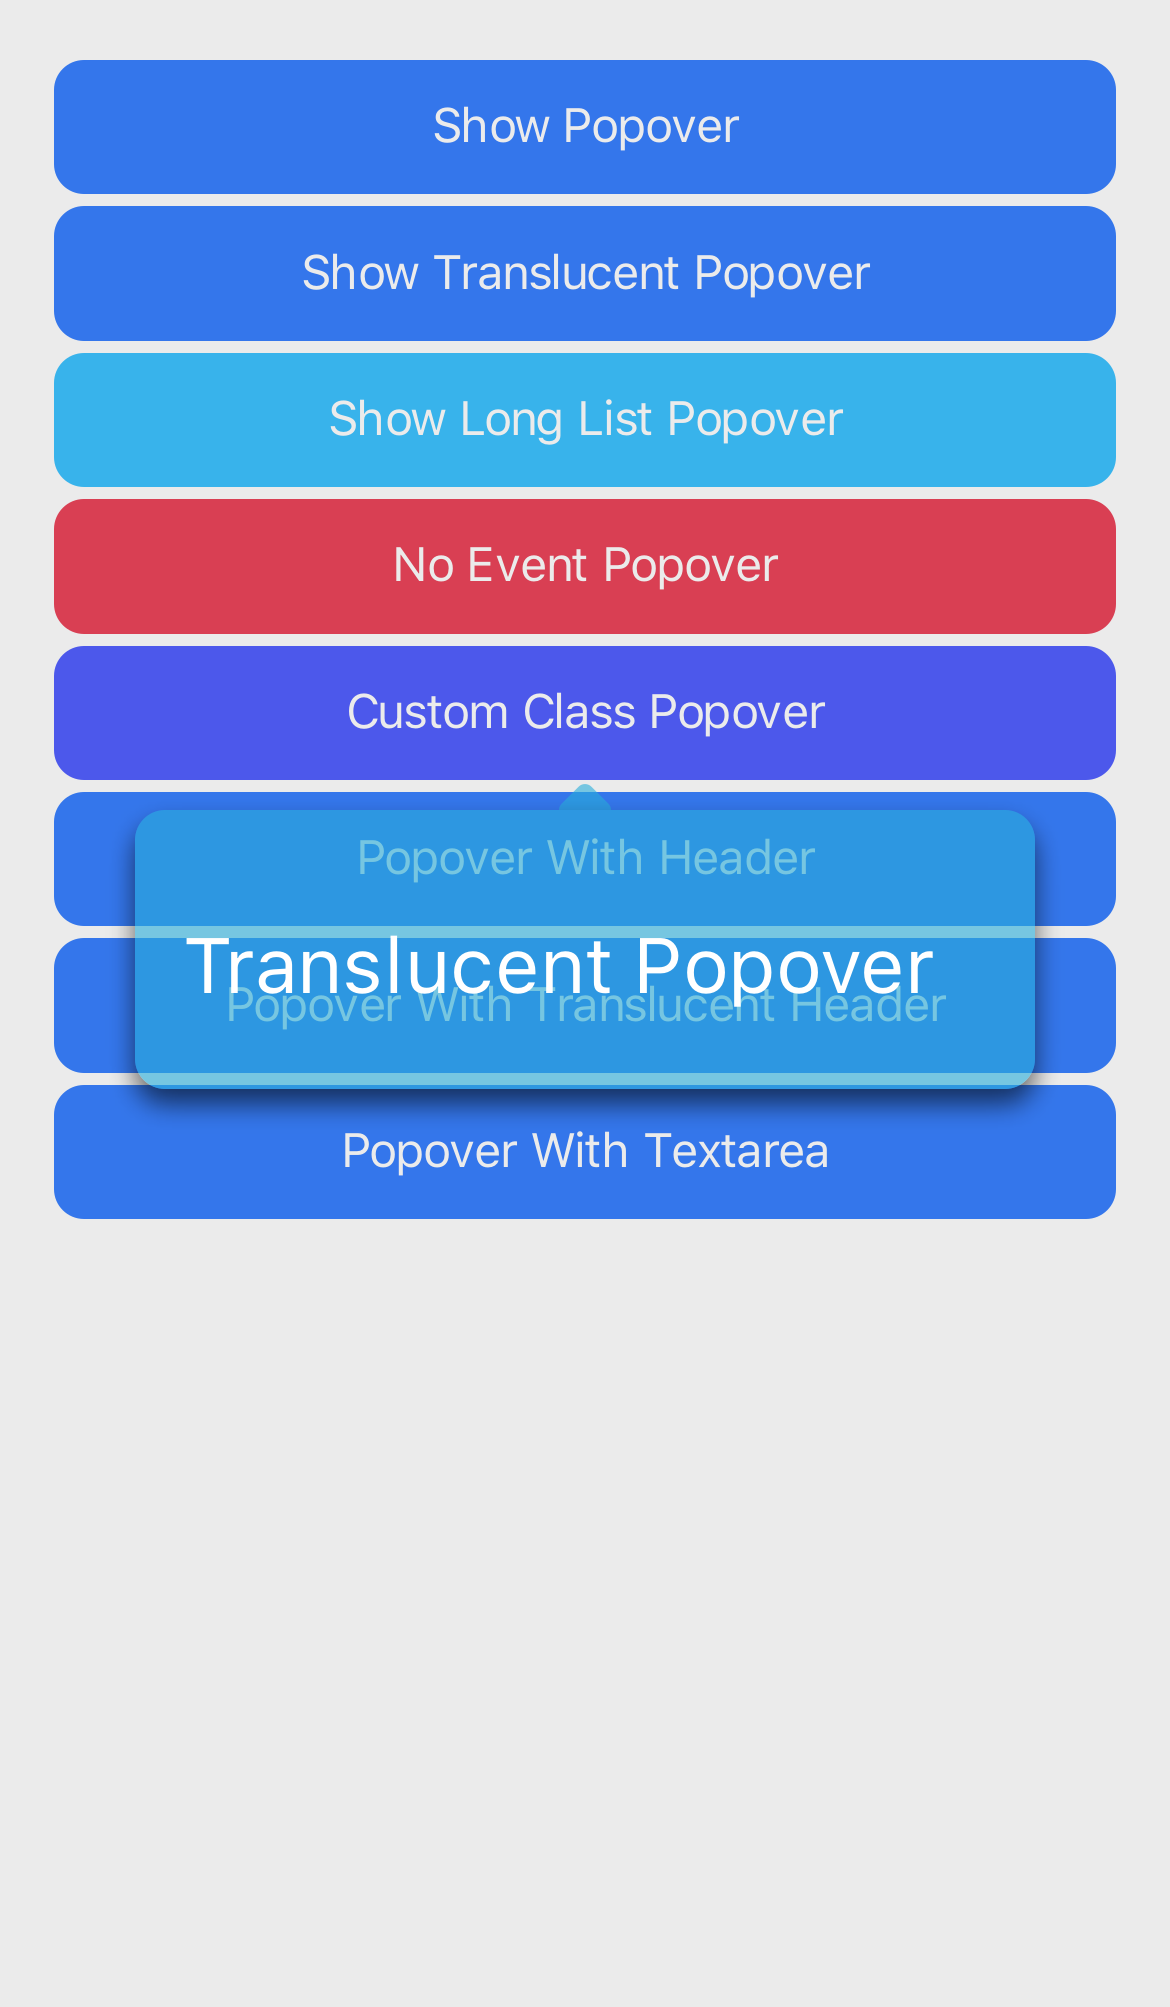 Show Popover
Show Translucent Popover
Show Long List Popover
No Event Popover
Custom Class Popover
Popover With Header
Translucent Popover
Popover With Translucent Header
Popover With Textarea